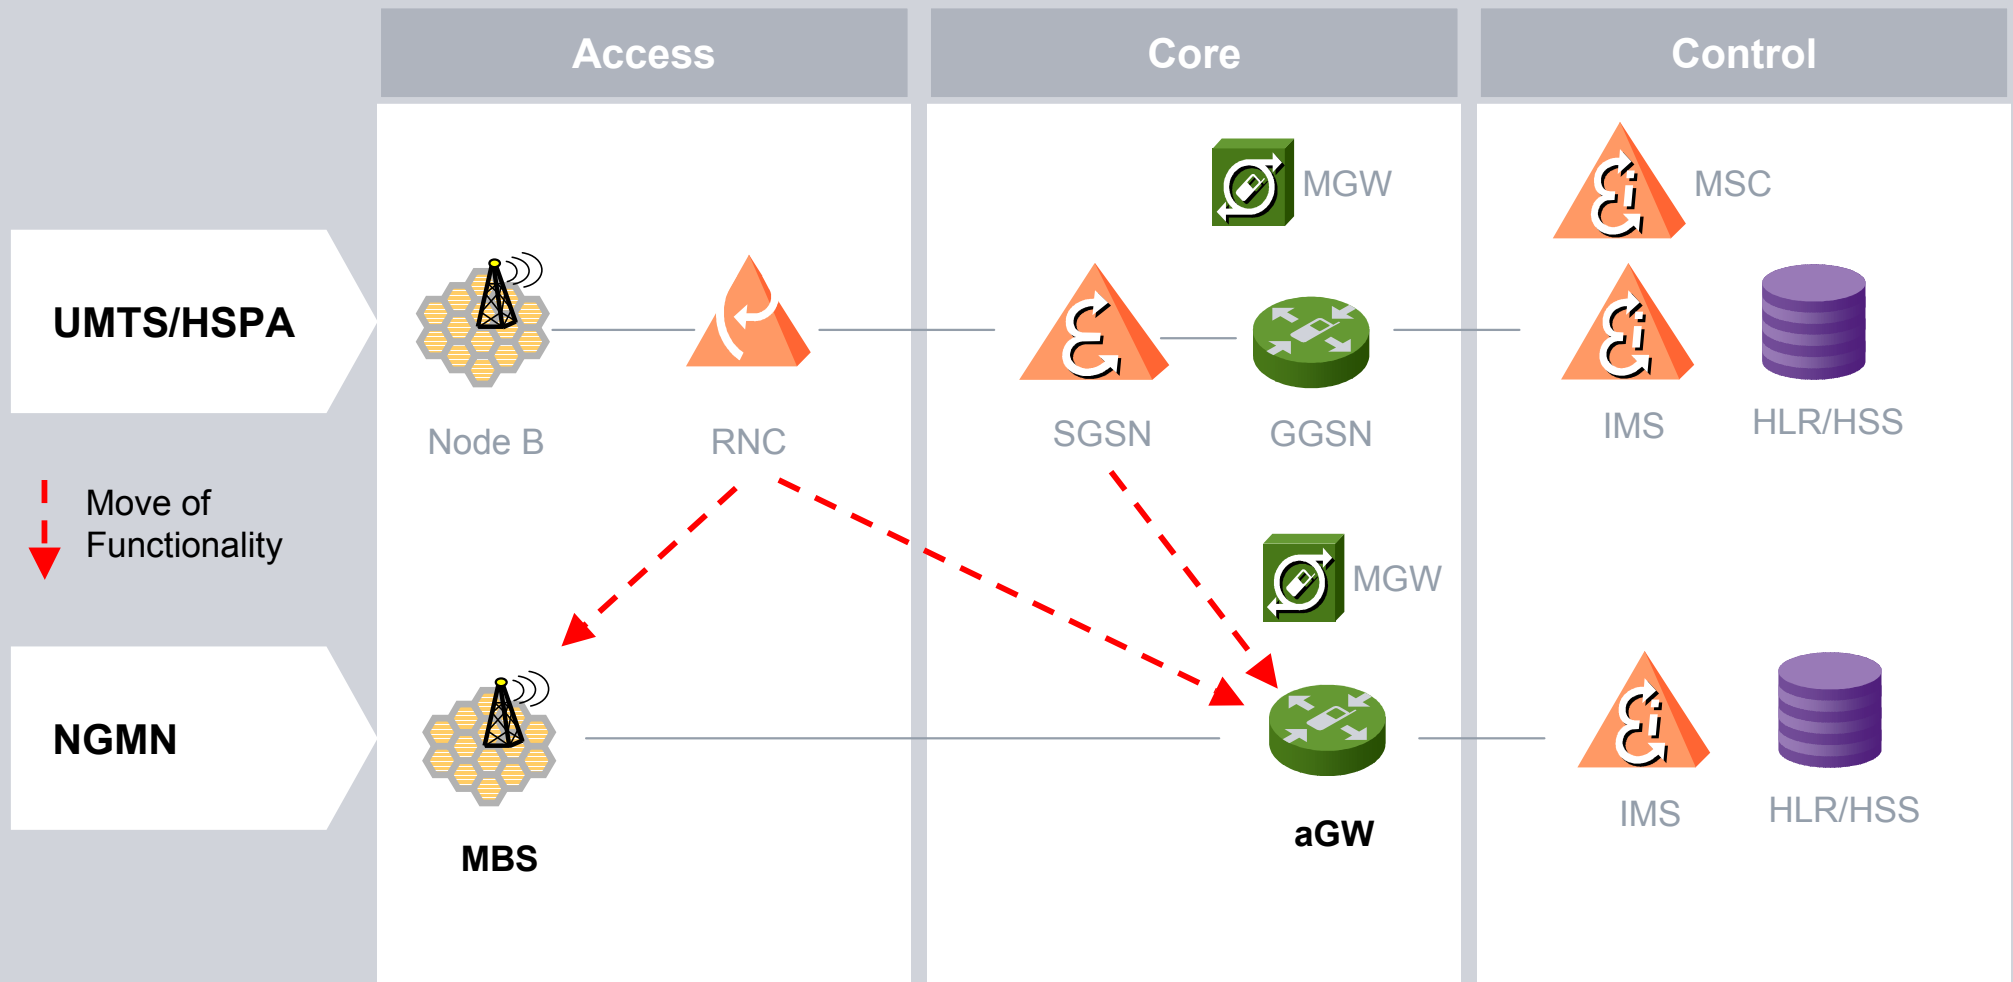 Access
Core
Control
MGW
MSC
UMTS/HSPA
Node B
RNC
SGSN
GGSN
IMS
HLR/HSS
Move of
Functionality
MGW
NGMN
MBS
aGW
IMS
HLR/HSS